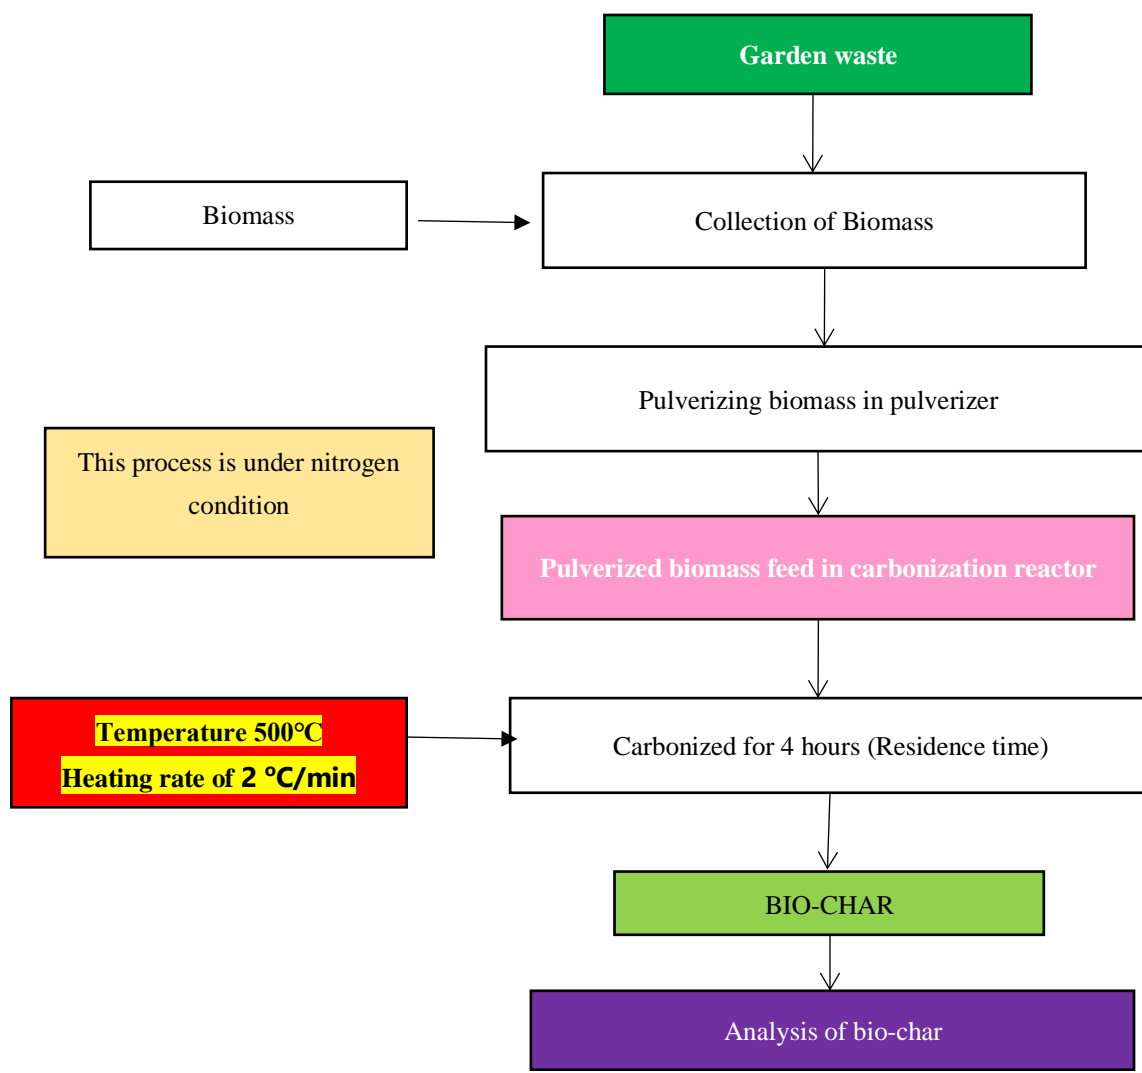 Garden waste
Biomass
Collection of Biomass
Pulverizing biomass in pulverizer
This process is under nitrogen
condition
Pulverized biomass feed in carbonization reactor
Temperature 500℃
Heating rate of 2 ℃/min
Carbonized for 4 hours (Residence time)
BIO-CHAR
Analysis of bio-char